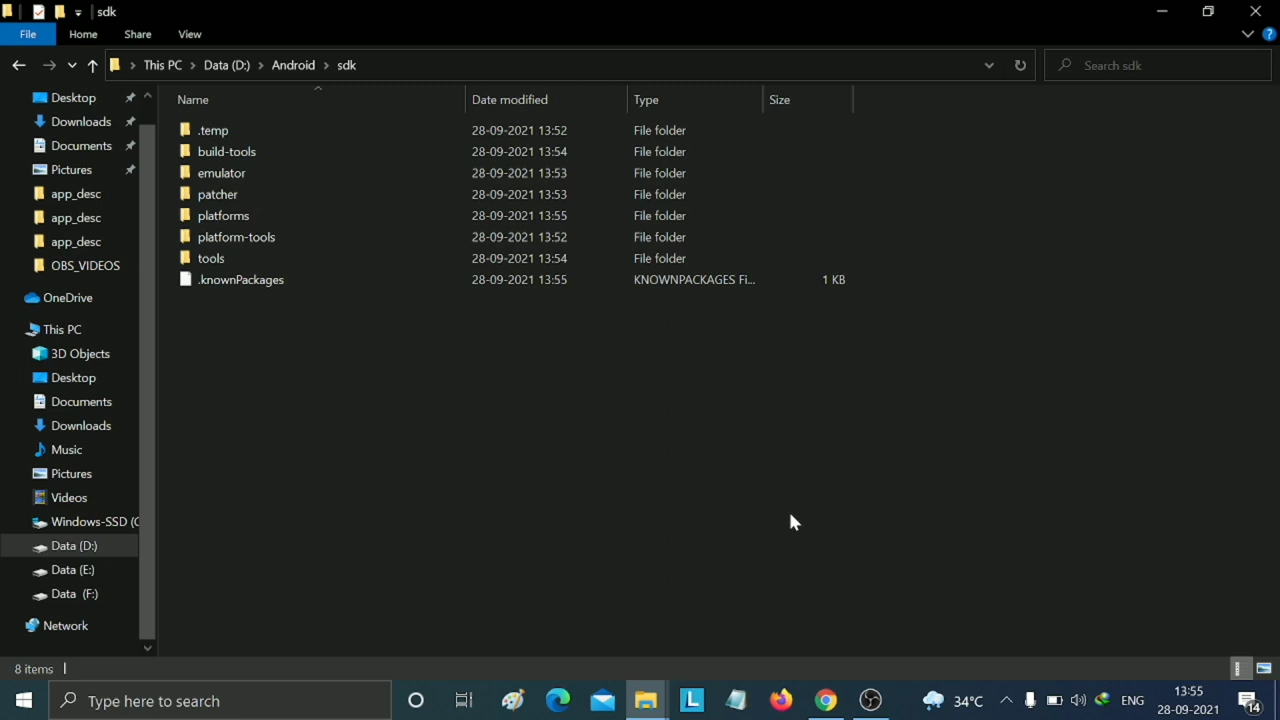 sdk
File Home Share View
This PC Data (D:) Android sdk
Search sdk
Name Date modified Type Size
.temp 28-09-2021 13:52 File folder
build-tools 28-09-2021 13:54 File folder
emulator 28-09-2021 13:53 File folder
patcher 28-09-2021 13:53 File folder
platforms 28-09-2021 13:55 File folder
platform-tools 28-09-2021 13:52 File folder
tools 28-09-2021 13:54 File folder
.knownPackages 28-09-2021 13:55 KNOWNPACKAGES Fi... 1 KB
Desktop
Downloads
Documents
Pictures
app_desc
app_desc
app_desc
OBS_VIDEOS
OneDrive
This PC
3D Objects
Desktop
Documents
Downloads
Music
Pictures
Videos
Windows-SSD (C
Data (D:)
Data (E:)
Data (F:)
Network
8 items
Type here to search
L
34°C
ENG
13:55
28-09-2021
14